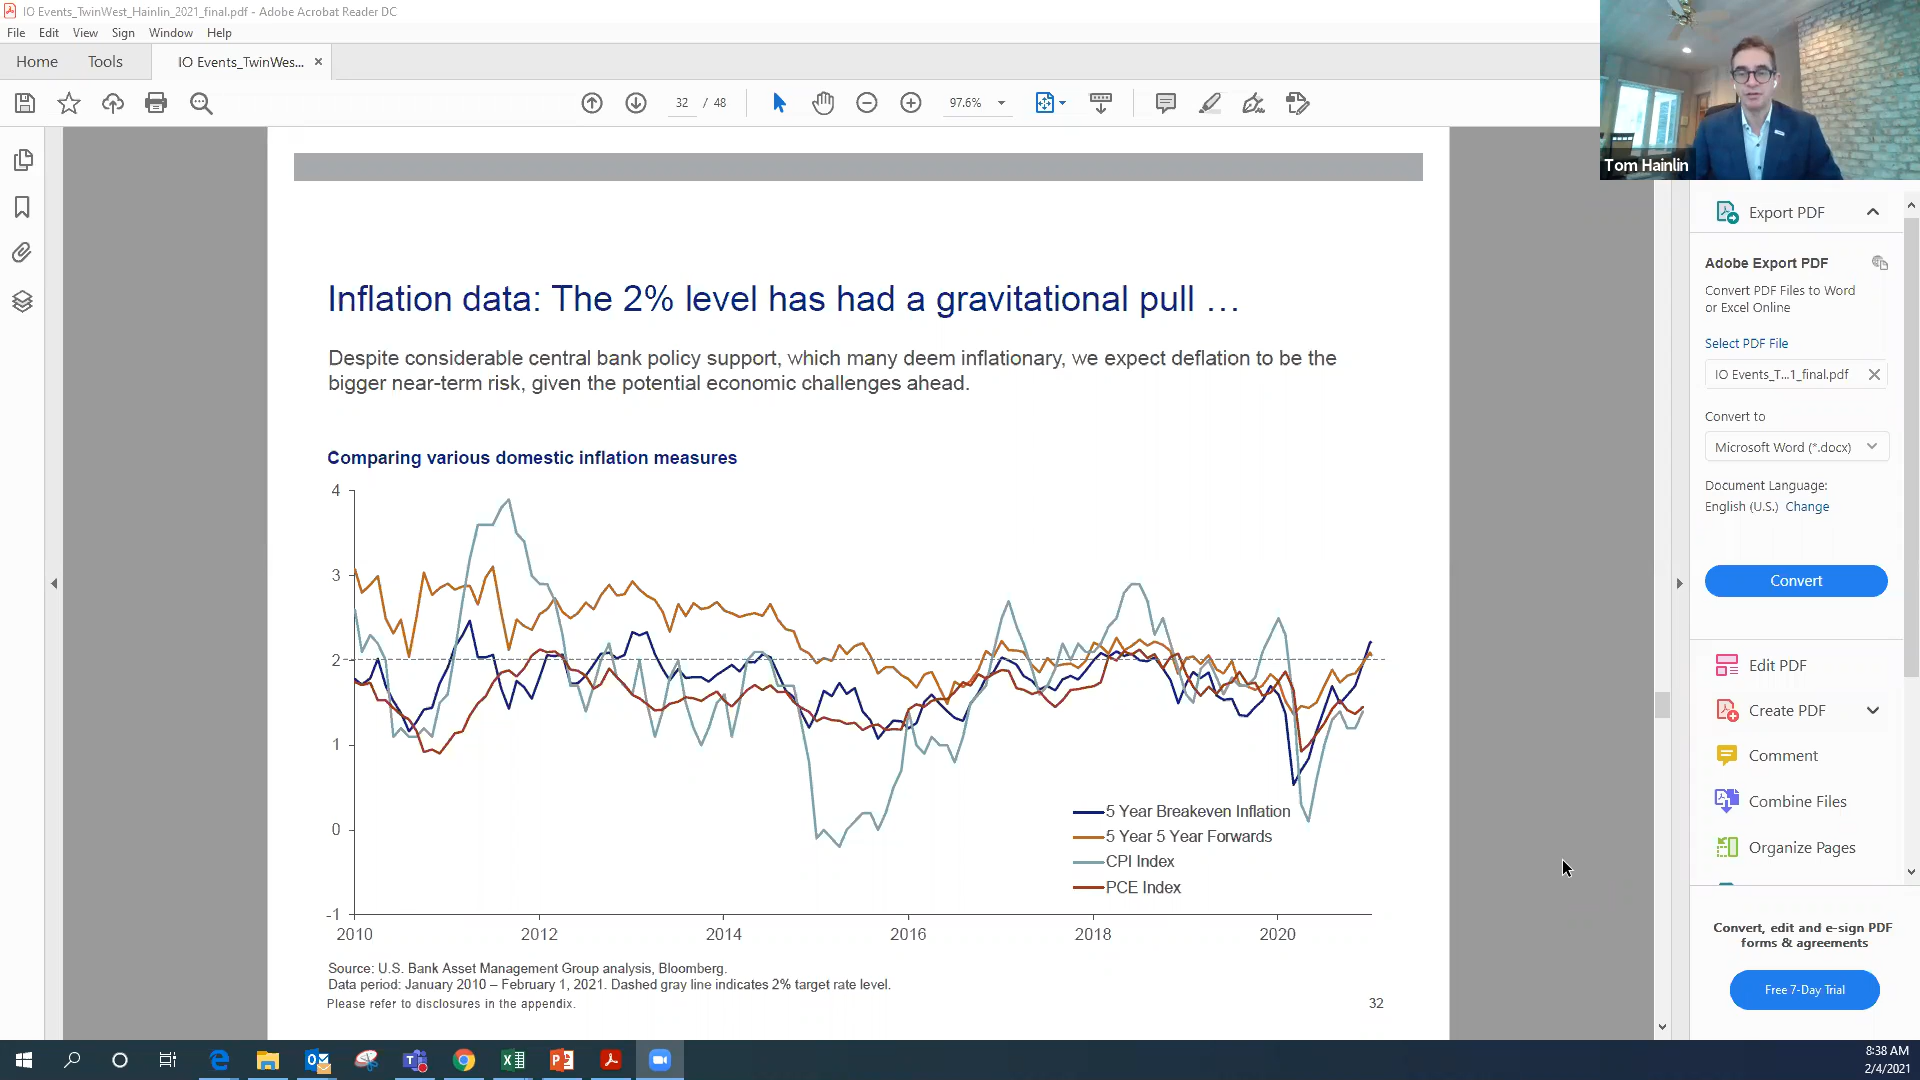 IO Events_TwinWest_Hainlin_2021_final.pdf - Adobe Acrobat Reader DC
File Edit View Sign Window Help
Home Tools IO Events_TwinWes... ×
32 / 48 97.6%
Tom Hainlin
Inflation data: The 2% level has had a gravitational pull …
Despite considerable central bank policy support, which many deem inflationary, we expect deflation to be the
bigger near-term risk, given the potential economic challenges ahead.
Comparing various domestic inflation measures
4
3
2
1
0
-1
2010 2012 2014 2016 2018 2020
5 Year Breakeven Inflation
5 Year 5 Year Forwards
CPI Index
PCE Index
Source: U.S. Bank Asset Management Group analysis, Bloomberg.
Data period: January 2010 – February 1, 2021. Dashed gray line indicates 2% target rate level.
Please refer to disclosures in the appendix.
32
Export PDF
Adobe Export PDF
Convert PDF Files to Word
or Excel Online
Select PDF File
IO Events_T...1_final.pdf
Convert to
Microsoft Word (*.docx)
Document Language:
English (U.S.) Change
Convert
Edit PDF
Create PDF
Comment
Combine Files
Organize Pages
Convert, edit and e-sign PDF
forms & agreements
Free 7-Day Trial
8:38 AM
2/4/2021